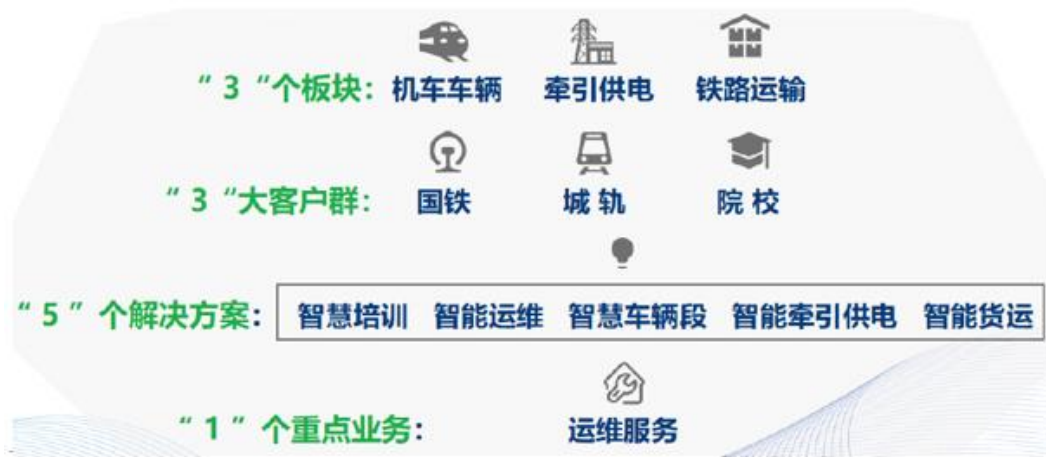 “ 3 “个板块：机车车辆 牵引供电 铁路运输
“ 3 “大客户群： 国铁 城 轨 院 校
“ 5 ” 个解决方案： 智慧培训 智能运维 智慧车辆段 智能牵引供电 智能货运
“ 1 ” 个重点业务： 运维服务